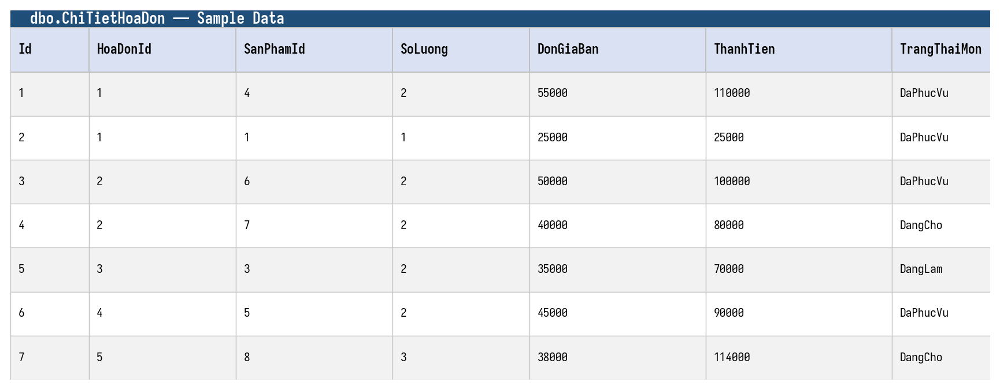 dbo.ChiTietHoaDon — Sample Data
Id HoaDonId SanPhamId SoLuong DonGiaBan ThanhTien TrangThaiMon
1 1 4 2 55000 110000 DaPhucVu
2 1 1 1 25000 25000 DaPhucVu
3 2 6 2 50000 100000 DaPhucVu
4 2 7 2 40000 80000 DangCho
5 3 3 2 35000 70000 DangLam
6 4 5 2 45000 90000 DaPhucVu
7 5 8 3 38000 114000 DangCho